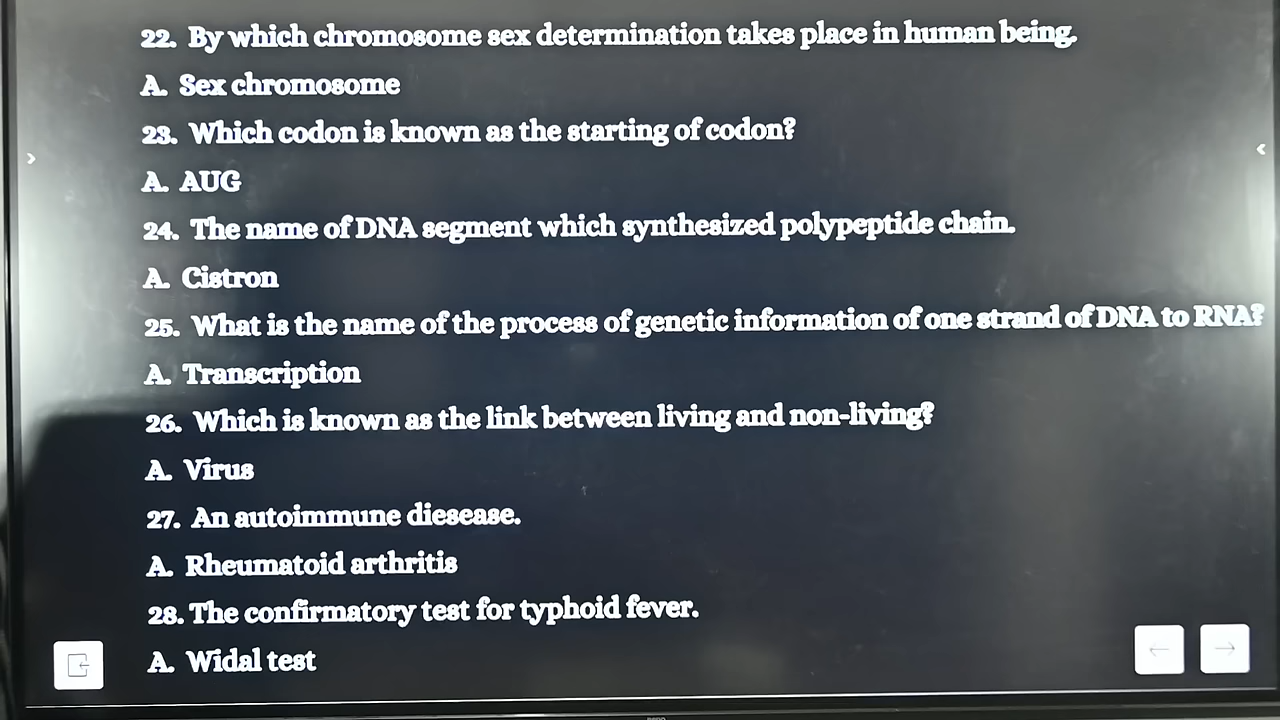 22. By which chromosome sex determination takes place in human being.
A. Sex chromosome
23. Which codon is known as the starting of codon?
A. AUG
24. The name of DNA segment which synthesized polypeptide chain.
A. Cistron
25. What is the name of the process of genetic information of one strand of DNA to RNA?
A. Transcription
26. Which is known as the link between living and non-living?
A. Virus
27. An autoimmune diesease.
A. Rheumatoid arthritis
28. The confirmatory test for typhoid fever.
A. Widal test